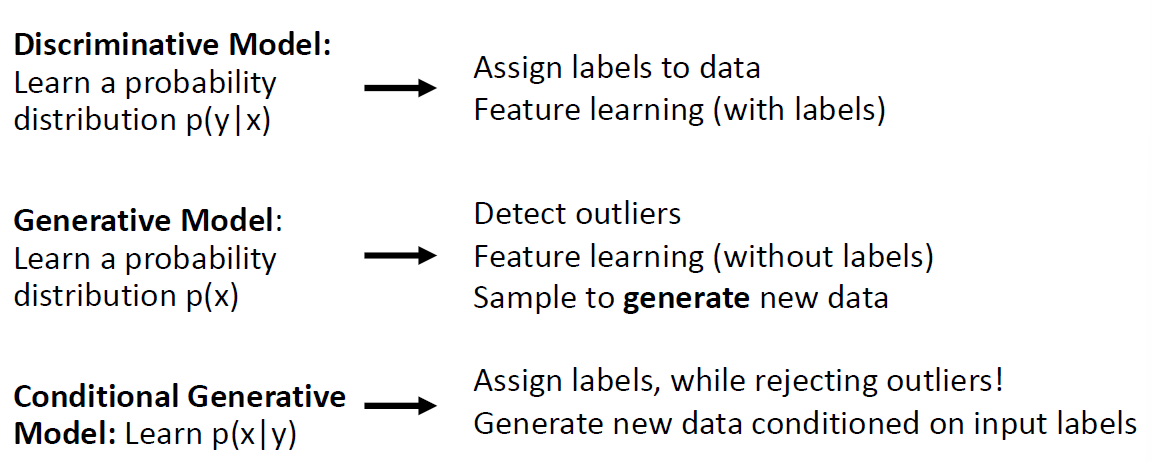 Discriminative Model:
Learn a probability
distribution p(y|x)
Assign labels to data
Feature learning (with labels)
Generative Model:
Learn a probability
distribution p(x)
Detect outliers
Feature learning (without labels)
Sample to generate new data
Conditional Generative
Model: Learn p(x|y)
Assign labels, while rejecting outliers!
Generate new data conditioned on input labels